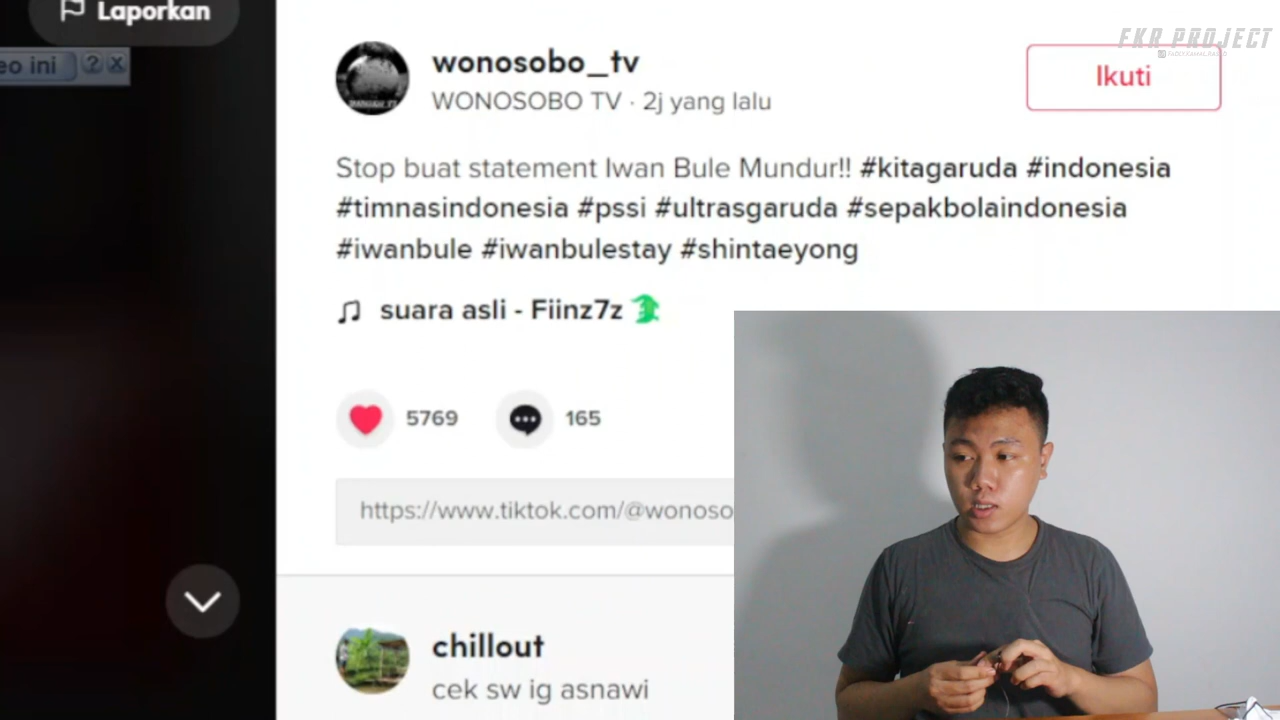 Laporkan
eo ini
?
x
FKR PROJECT
wonosobo_tv
WONOSOBO TV · 2j yang lalu
Ikuti
Stop buat statement Iwan Bule Mundur!! #kitagaruda #indonesia
#timnasindonesia #pssi #ultrasgaruda #sepakbolaindonesia
#iwanbule #iwanbulestay #shintaeyong
suara asli - Fiinz7z
5769
165
https://www.tiktok.com/@wonoso
chillout
cek sw ig asnawi